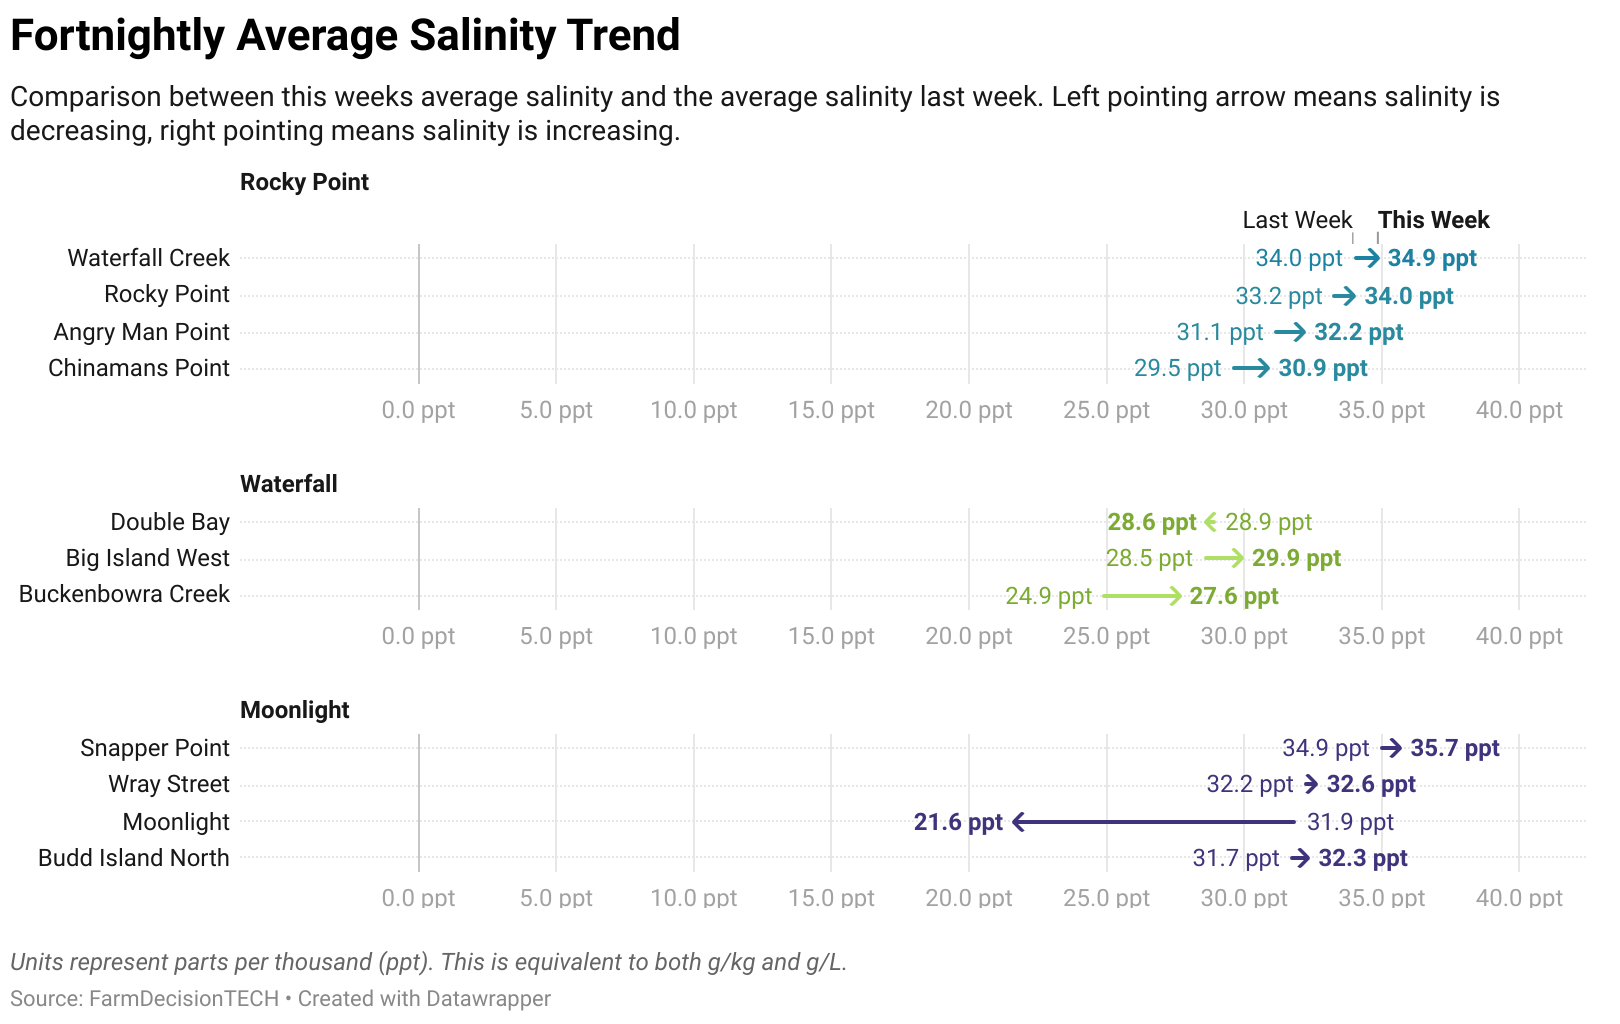 Fortnightly Average Salinity Trend
Comparison between this weeks average salinity and the average salinity last week. Left pointing arrow means salinity is
decreasing, right pointing means salinity is increasing.
Rocky Point
Last Week This Week
Waterfall Creek 34.0 ppt 34.9 ppt
Rocky Point 33.2 ppt 34.0 ppt
Angry Man Point 31.1 ppt 32.2 ppt
Chinamans Point 29.5 ppt 30.9 ppt
0.0 ppt 5.0 ppt 10.0 ppt 15.0 ppt 20.0 ppt 25.0 ppt 30.0 ppt 35.0 ppt 40.0 ppt
Waterfall
Double Bay 28.6 ppt 28.9 ppt
Big Island West 28.5 ppt 29.9 ppt
Buckenbowra Creek 24.9 ppt 27.6 ppt
0.0 ppt 5.0 ppt 10.0 ppt 15.0 ppt 20.0 ppt 25.0 ppt 30.0 ppt 35.0 ppt 40.0 ppt
Moonlight
Snapper Point 34.9 ppt 35.7 ppt
Wray Street 32.2 ppt 32.6 ppt
Moonlight 21.6 ppt 31.9 ppt
Budd Island North 31.7 ppt 32.3 ppt
0.0 ppt 5.0 ppt 10.0 ppt 15.0 ppt 20.0 ppt 25.0 ppt 30.0 ppt 35.0 ppt 40.0 ppt
Units represent parts per thousand (ppt). This is equivalent to both g/kg and g/L.
Source: FarmDecisionTECH • Created with Datawrapper